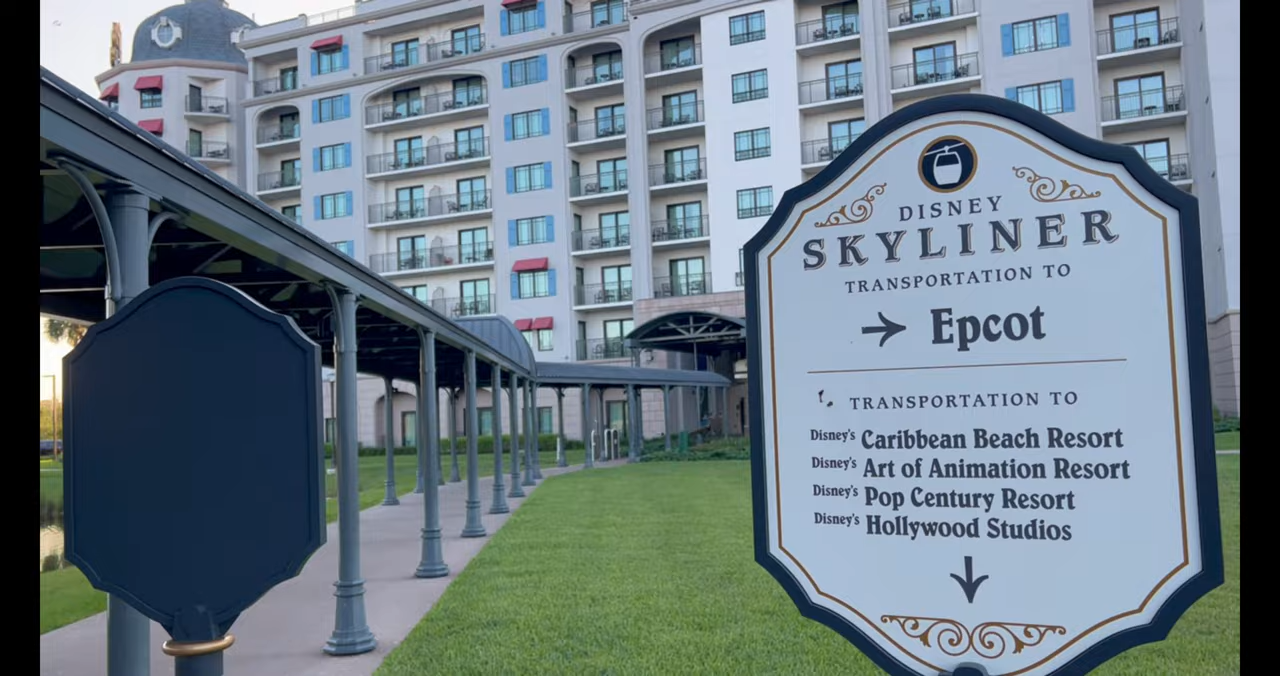 DISNEY
SKYLINER
TRANSPORTATION TO
→ Epcot
TRANSPORTATION TO
Disney's Caribbean Beach Resort
Disney's Art of Animation Resort
Disney's Pop Century Resort
Disney's Hollywood Studios
↓